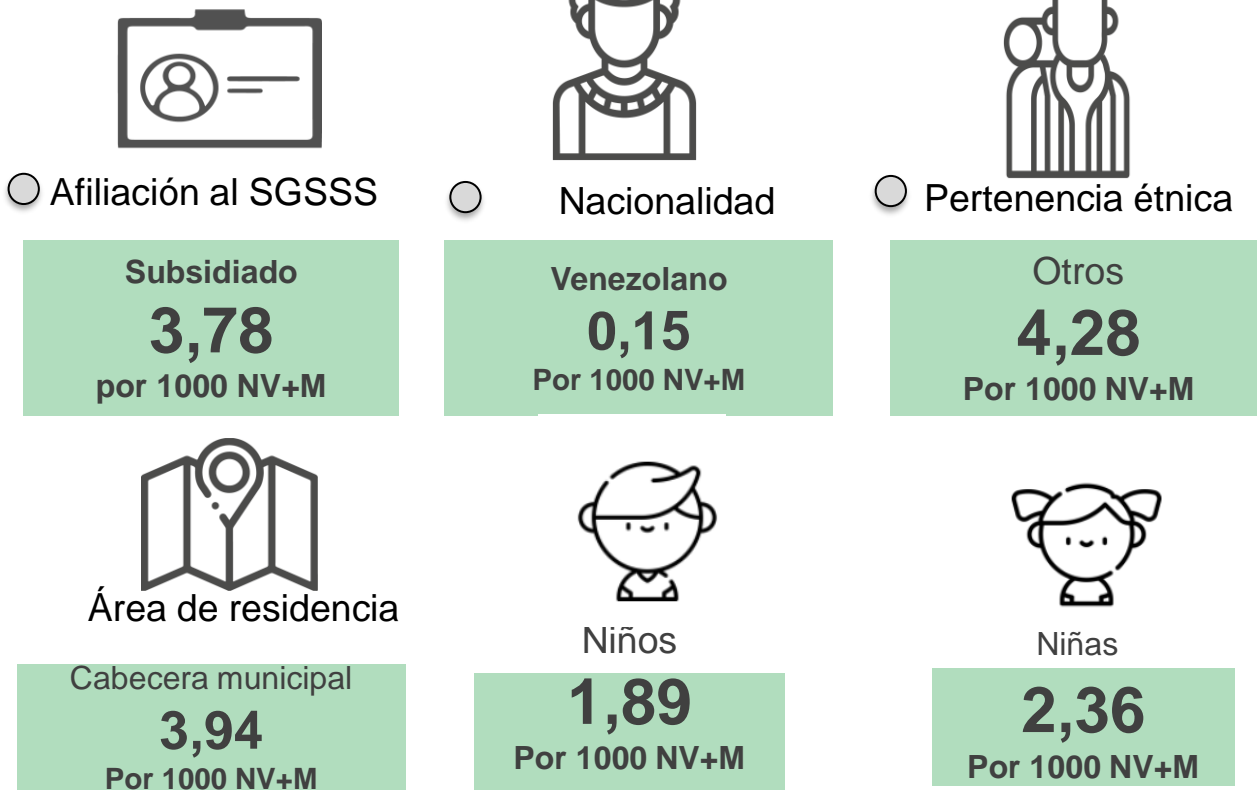 Afiliación al SGSSS
Subsidiado
3,78
por 1000 NV+M
Nacionalidad
Venezolano
0,15
Por 1000 NV+M
Pertenencia étnica
Otros
4,28
Por 1000 NV+M
Área de residencia
Cabecera municipal
3,94
Por 1000 NV+M
Niños
1,89
Por 1000 NV+M
Niñas
2,36
Por 1000 NV+M